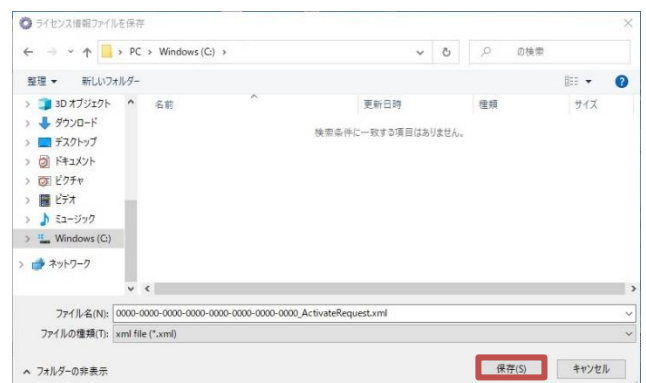 ライセンス情報ファイルを保存
PC › Windows (C:) ›
の検索
整理 新しいフォルダー
名前 更新日時 種類 サイズ
検索条件に一致する項目はありません。
3D オブジェクト
ダウンロード
デスクトップ
ドキュメント
ピクチャ
ビデオ
ミュージック
Windows (C:)
ネットワーク
ファイル名(N): 0000-0000-0000-0000-0000-0000-0000-0000_ActivateRequest.xml
ファイルの種類(T): xml file (*.xml)
フォルダーの非表示
保存(S) キャンセル